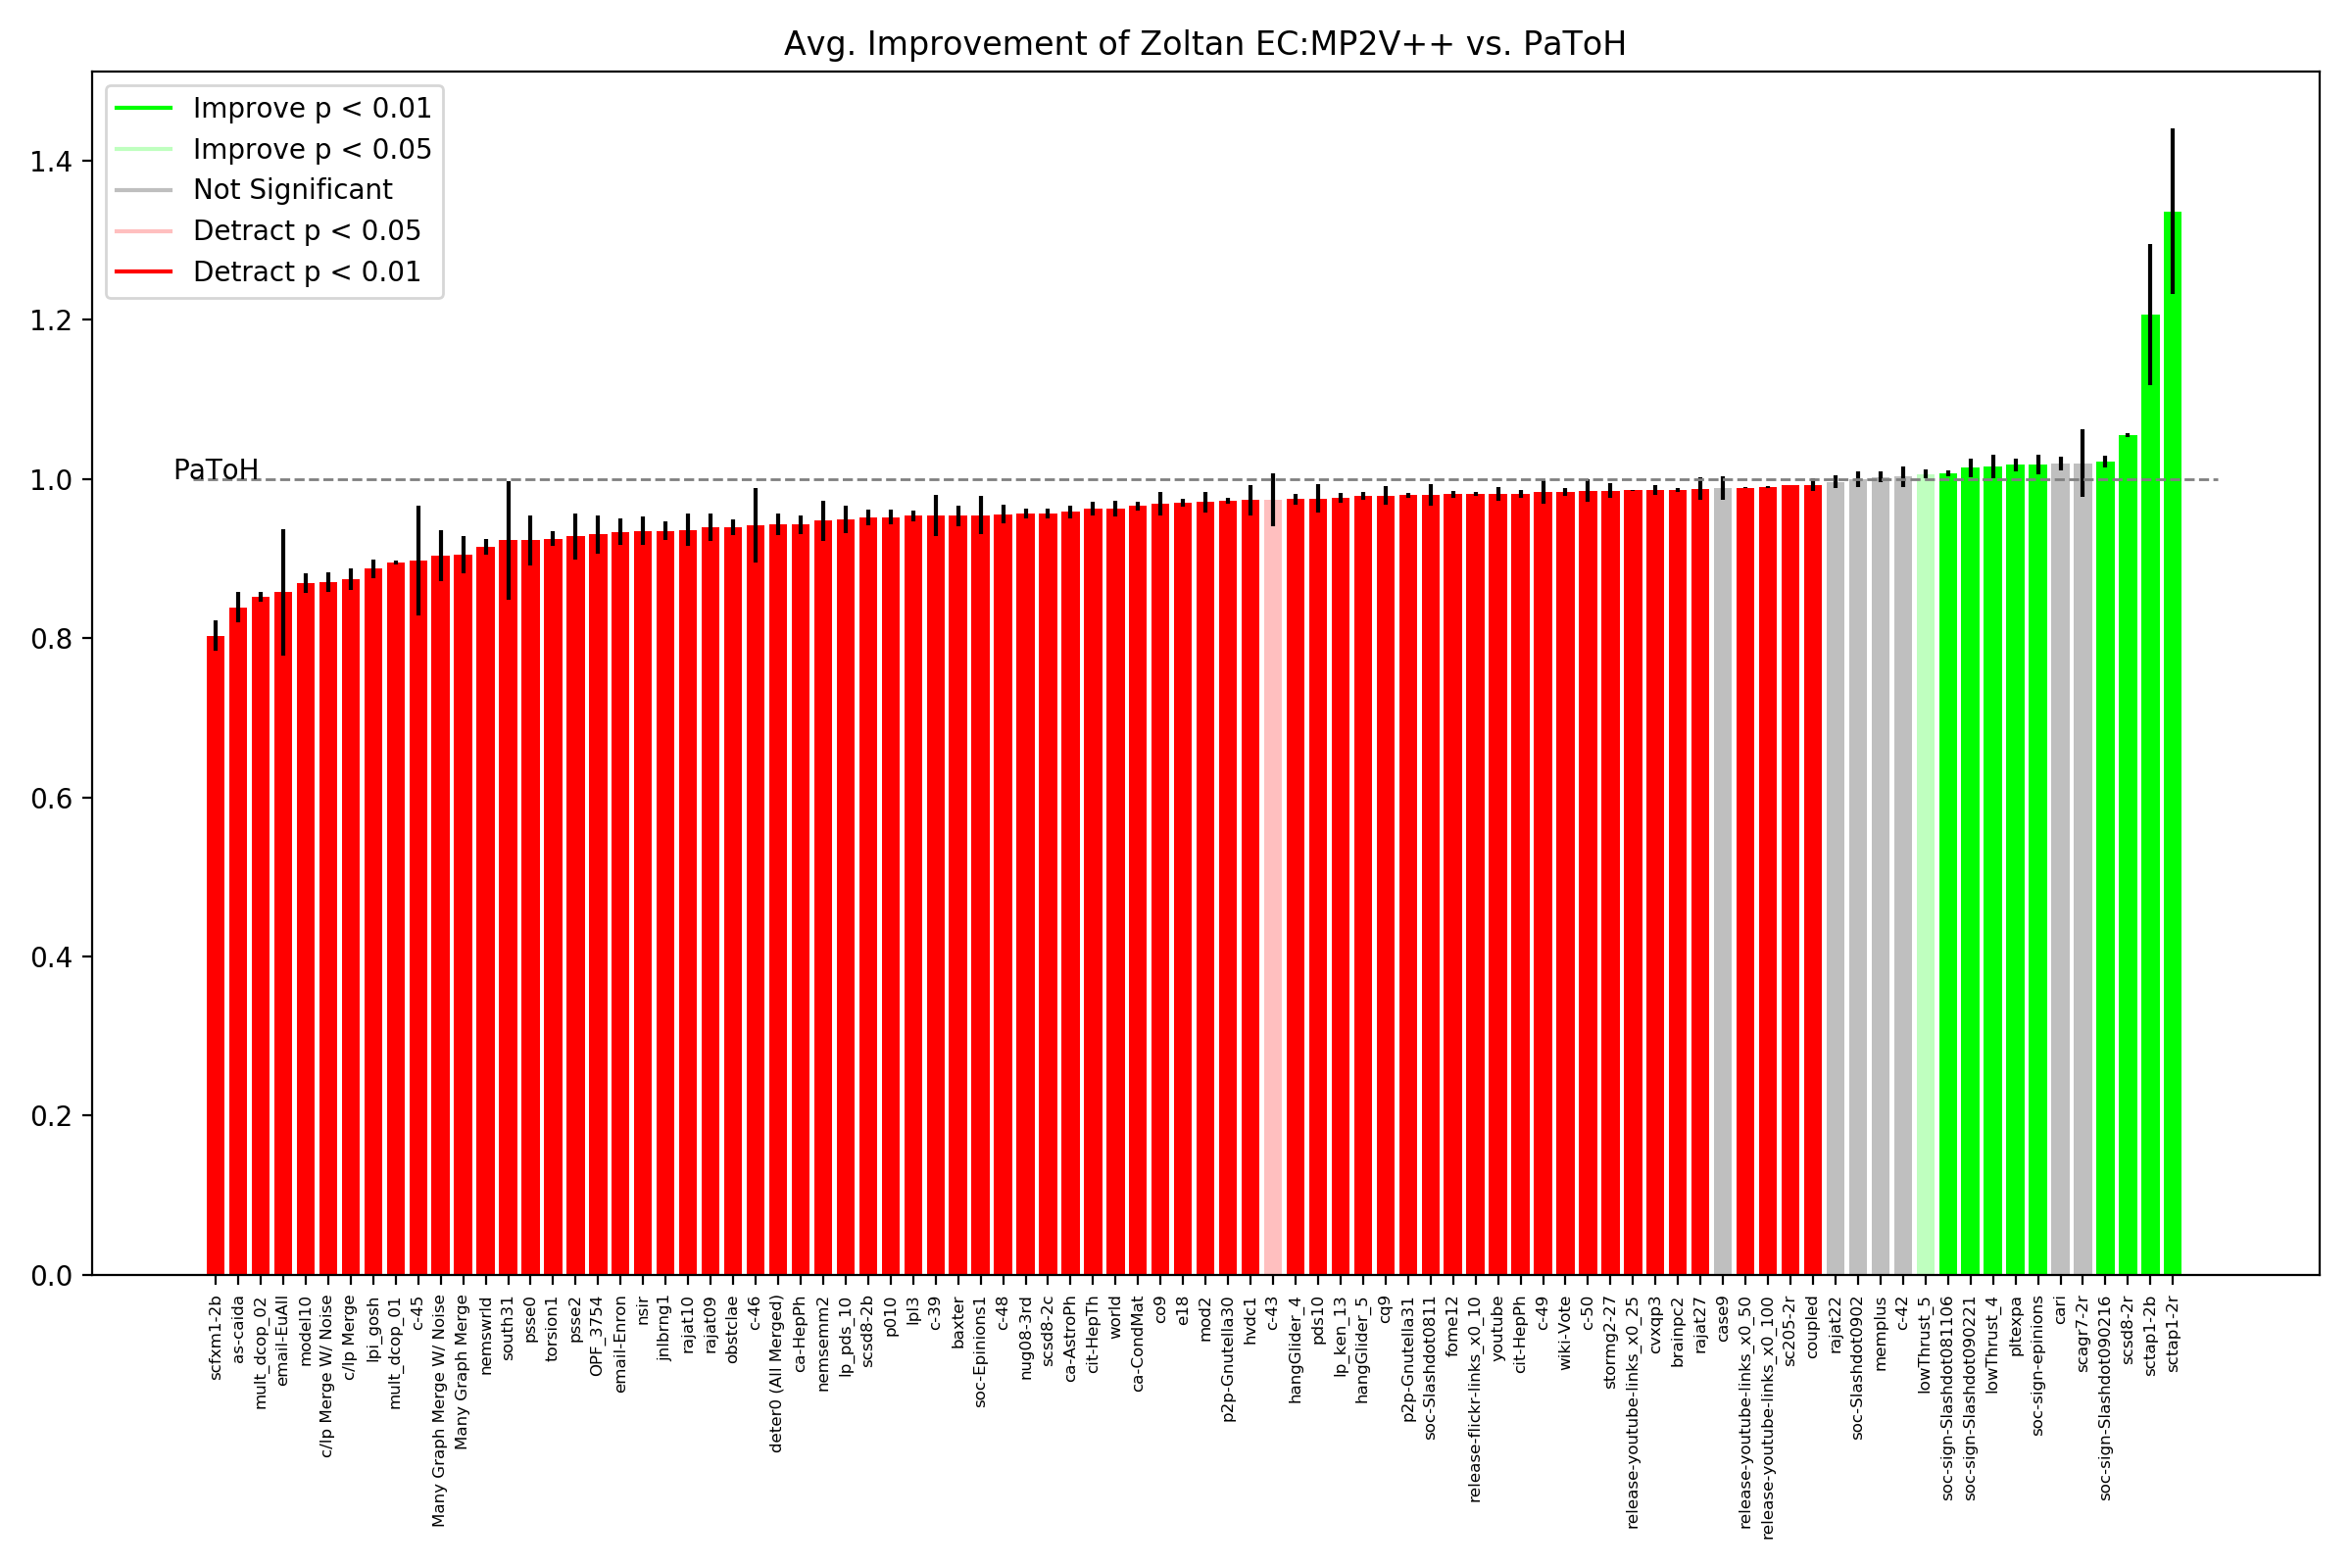 Avg. Improvement of Zoltan EC:MP2V++ vs. PaToH
Improve p < 0.01
Improve p < 0.05
Not Significant
Detract p < 0.05
Detract p < 0.01
1.4
1.2
1.0
0.8
0.6
0.4
0.2
0.0
PaToH
scfxm1-2b
as-caida
mult_dcop_02
email-EuAll
model10
c/lp Merge W/ Noise
c/lp Merge
lpi_gosh
mult_dcop_01
c-45
Many Graph Merge W/ Noise
Many Graph Merge
nemswrld
south31
psse0
torsion1
psse2
OPF_3754
email-Enron
nsir
jnlbrng1
rajat10
rajat09
obstclae
c-46
deter0 (All Merged)
ca-HepPh
nemsemm2
lp_pds_10
scsd8-2b
p010
lpl3
c-39
baxter
soc-Epinions1
c-48
nug08-3rd
scsd8-2c
ca-AstroPh
cit-HepTh
world
ca-CondMat
co9
e18
mod2
p2p-Gnutella30
hvdc1
c-43
hangGlider_4
pds10
lp_ken_13
hangGlider_5
cq9
p2p-Gnutella31
soc-Slashdot0811
fome12
release-flickr-links_x0_10
youtube
cit-HepPh
c-49
wiki-Vote
c-50
stormg2-27
release-youtube-links_x0_25
cvxqp3
brainpc2
rajat27
case9
release-youtube-links_x0_50
release-youtube-links_x0_100
sc205-2r
coupled
rajat22
soc-Slashdot0902
memplus
c-42
lowThrust_5
soc-sign-Slashdot081106
soc-sign-Slashdot090221
lowThrust_4
pltexpa
soc-sign-epinions
cari
scagr7-2r
soc-sign-Slashdot090216
scsd8-2r
sctap1-2b
sctap1-2r